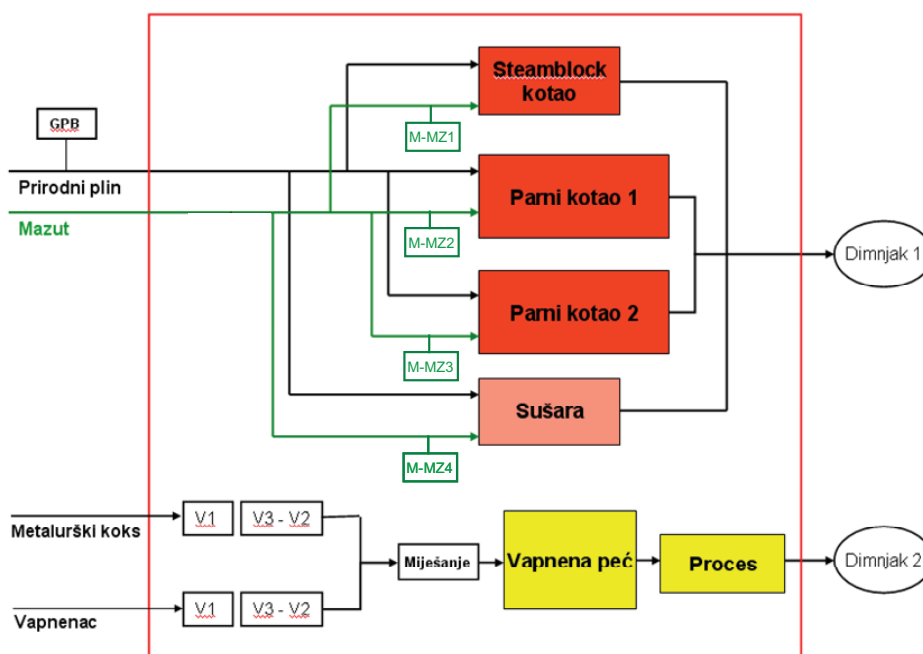 Steamblock
kotao
GPB
M-MZ1
Prirodni plin
Parni kotao 1
Mazut
M-MZ2
Dimnjak 1
Parni kotao 2
M-MZ3
Sušara
M-MZ4
Metalurški koks
V1
V3 - V2
Miješanje
Vapnena peć
Proces
Dimnjak 2
Vapnenac
V1
V3 - V2